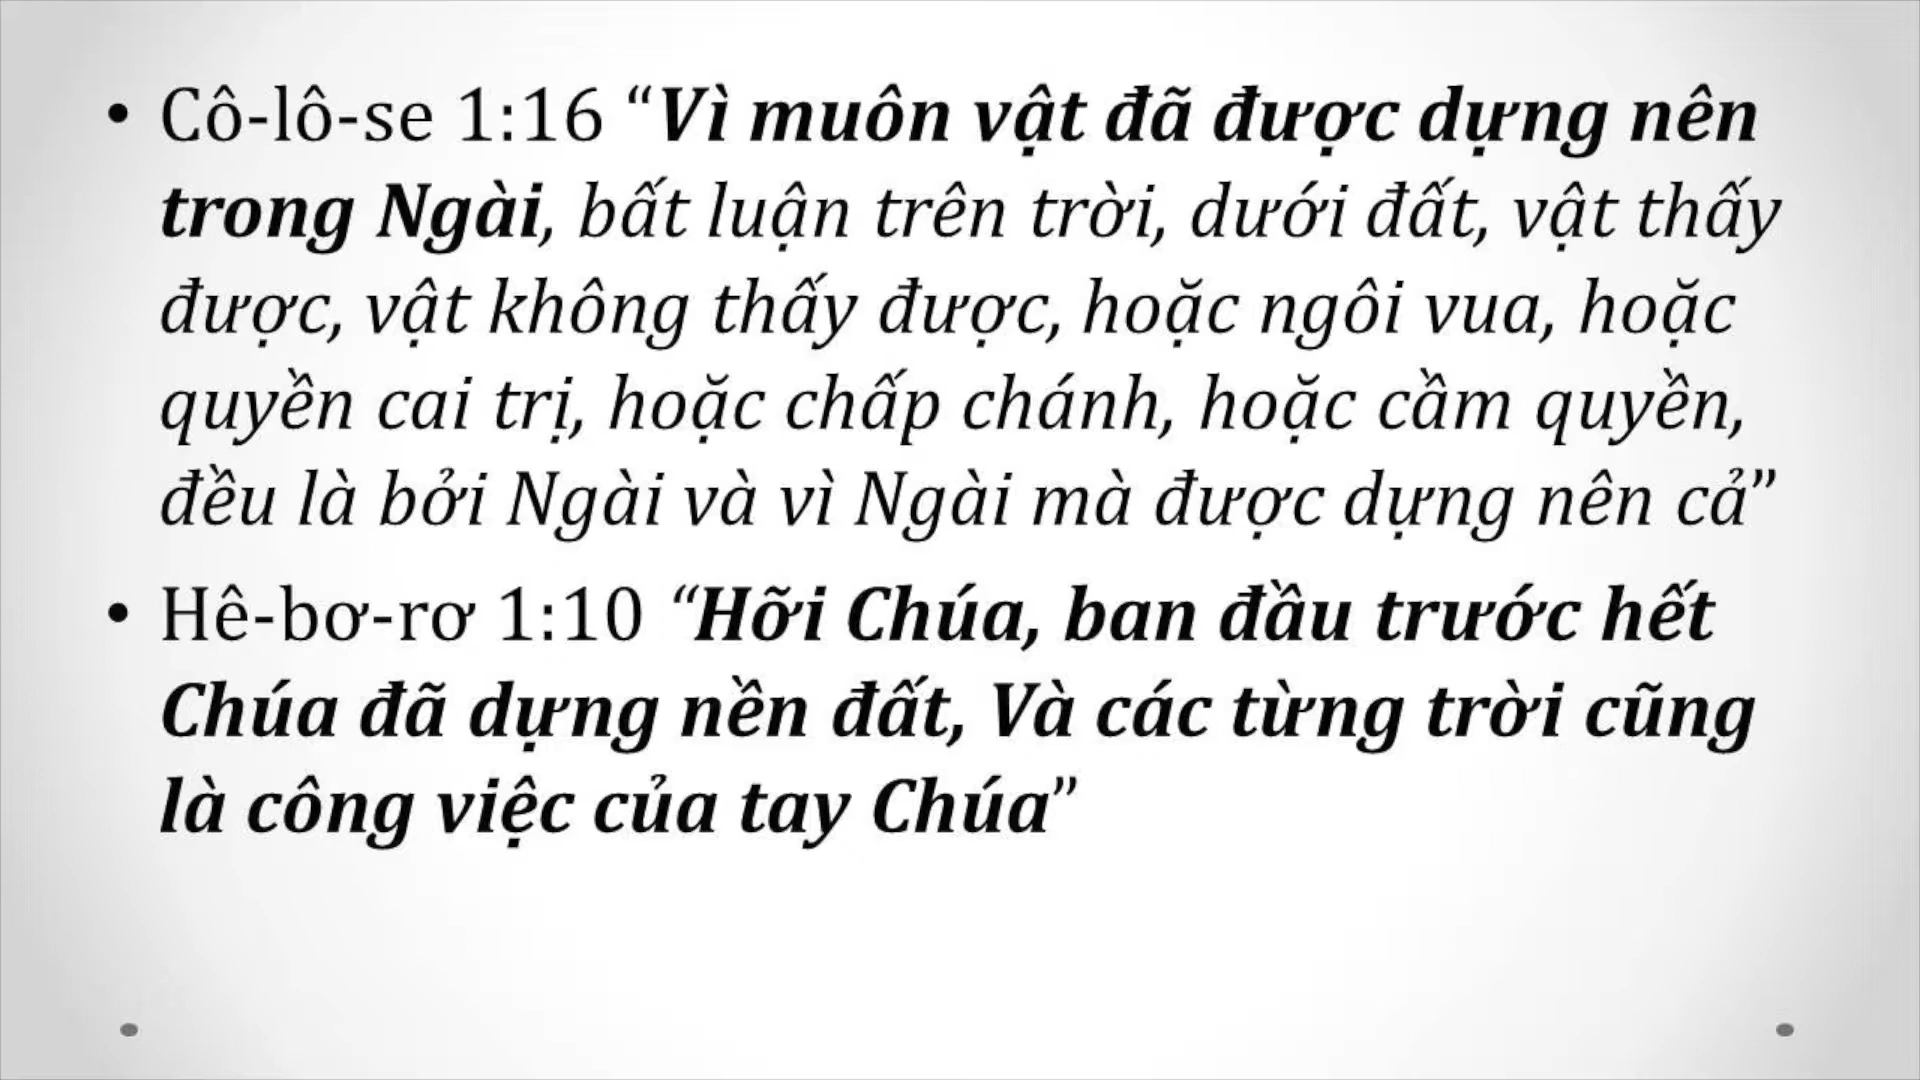 • Cô-lô-se 1:16 “Vì muôn vật đã được dựng nên
trong Ngài, bất luận trên trời, dưới đất, vật thấy
được, vật không thấy được, hoặc ngôi vua, hoặc
quyền cai trị, hoặc chấp chánh, hoặc cầm quyền,
đều là bởi Ngài và vì Ngài mà được dựng nên cả”
• Hê-bơ-rơ 1:10 “Hỡi Chúa, ban đầu trước hết
Chúa đã dựng nền đất, Và các từng trời cũng
là công việc của tay Chúa”